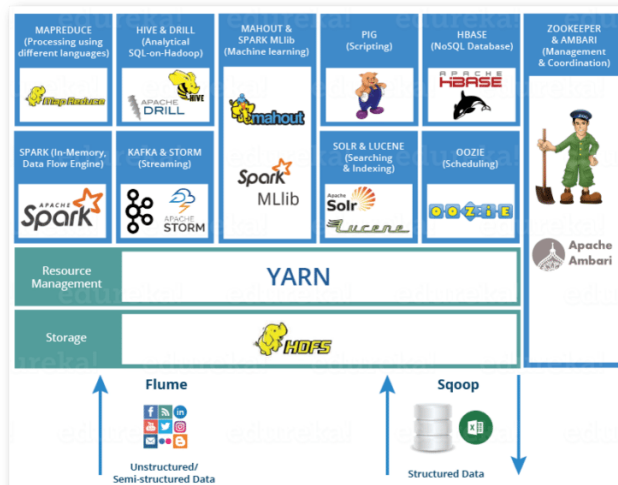 MAPREDUCE
(Processing using
different languages)
Map Reduce
HIVE & DRILL
(Analytical
SQL-on-Hadoop)
HIVE
APACHE
DRILL
MAHOUT &
SPARK MLlib
(Machine learning)
mahout
Spark
MLlib
PIG
(Scripting)
HBASE
(NoSQL Database)
APACHE
HBASE
ZOOKEEPER
& AMBARI
(Management
& Coordination)
Apache
Ambari
SPARK (In-Memory,
Data Flow Engine)
APACHE
Spark
KAFKA & STORM
(Streaming)
APACHE
STORM
SOLR & LUCENE
(Searching
& Indexing)
Apache
Solr
Lucene
OOZIE
(Scheduling)
OOZIE
Resource
Management
YARN
Storage
HDFS
Flume
Unstructured/
Semi-structured Data
Sqoop
Structured Data
edureka!